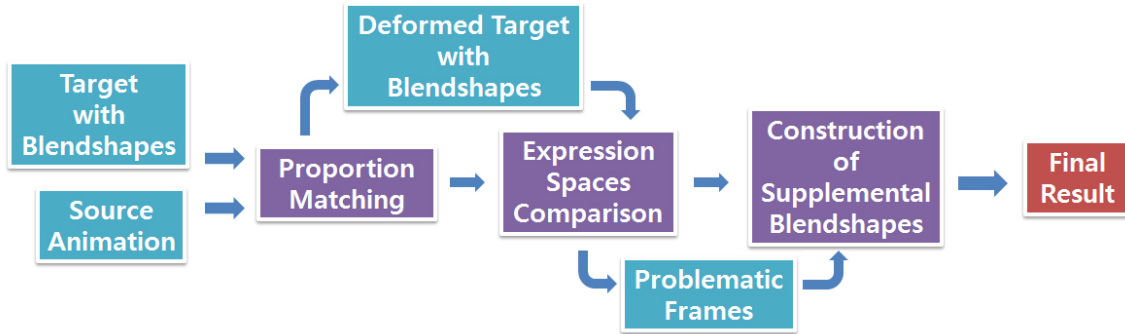 Target
with
Blendshapes
Source
Animation
Proportion
Matching
Deformed Target
with
Blendshapes
Expression
Spaces
Comparison
Problematic
Frames
Construction
of
Supplemental
Blendshapes
Final
Result